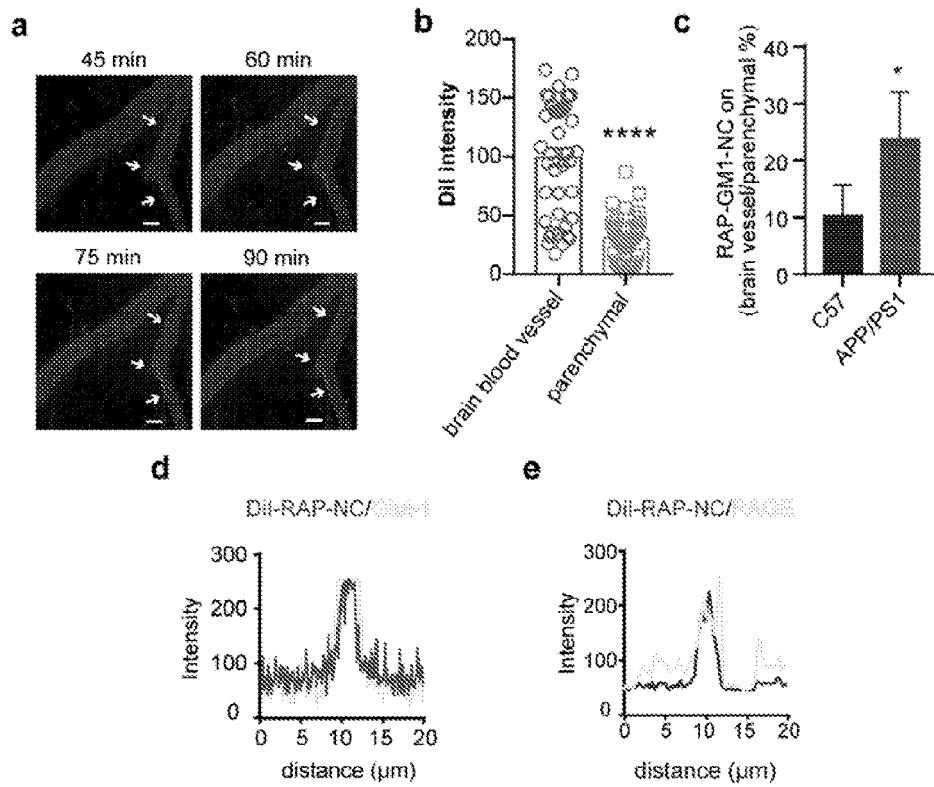 a
45 min
60 min
75 min
90 min
b
DiI intensity
200
150
100
50
0
****
brain blood vessel
parenchymal
c
RAP-GM1-NC on
(brain vessel/parenchymal %)
40
30
20
10
0
*
C57
APP/PS1
d
DiI-RAP-NC/GM-1
Intensity
300
200
100
0
0 5 10 15 20
distance (μm)
e
DiI-RAP-NC/RAGE
Intensity
300
200
100
0
0 5 10 15 20
distance (μm)